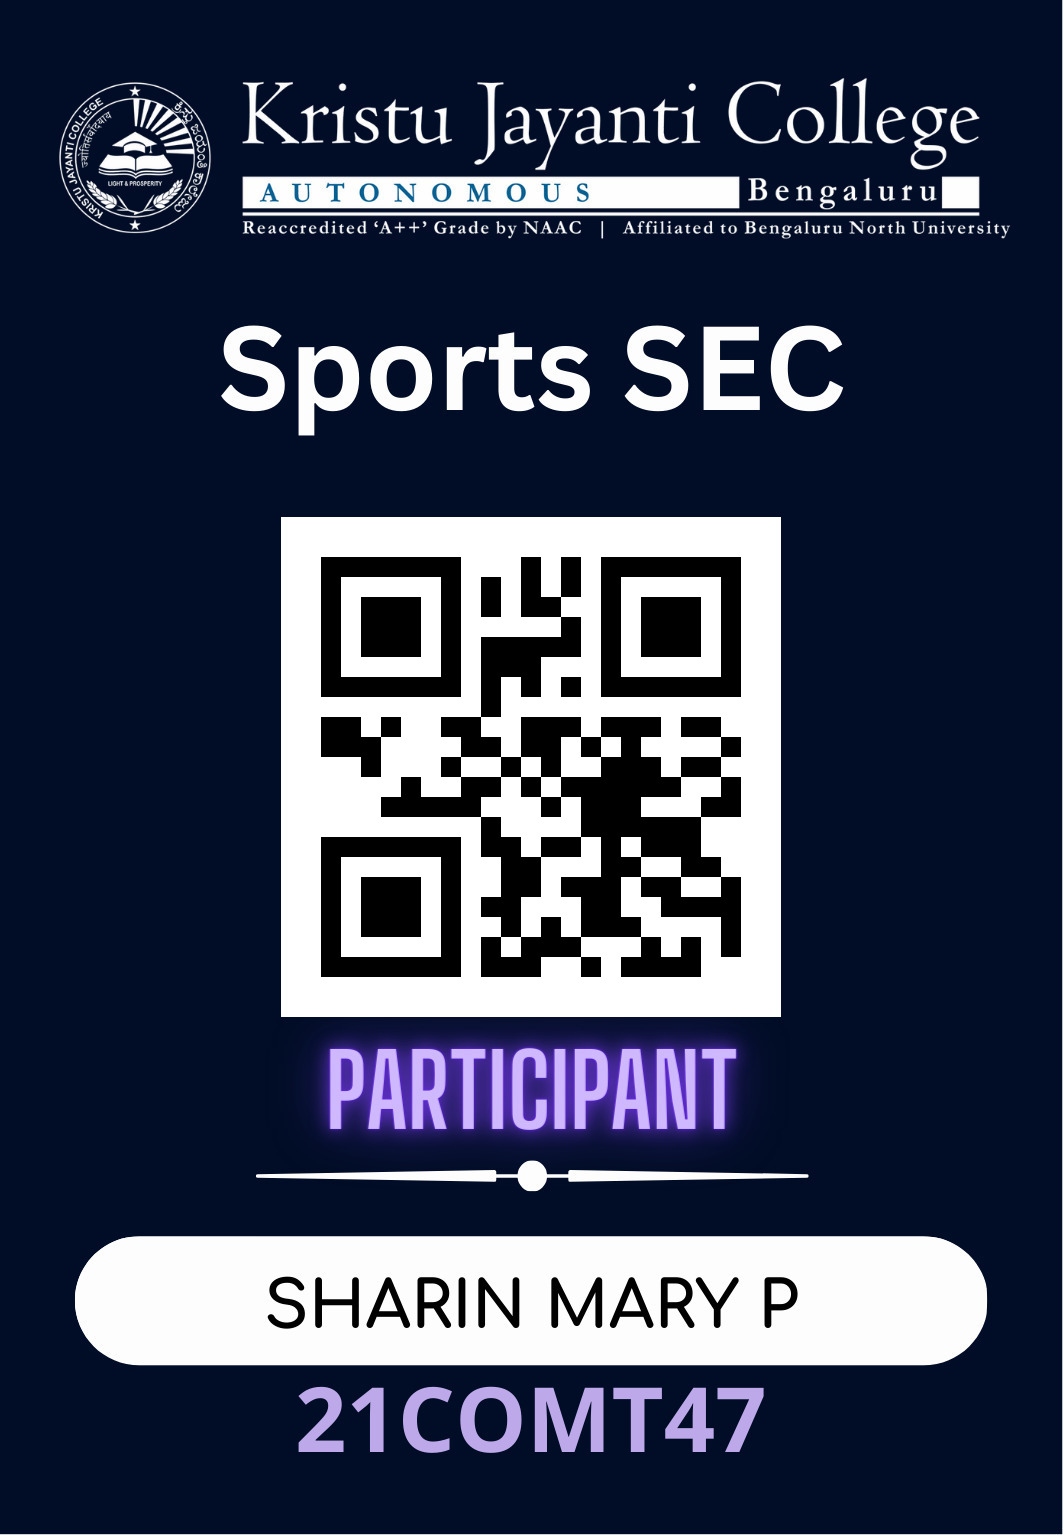 KRISTU JAYANTI COLLEGE
ಕ್ರಿಸ್ತು ಜಯಂತಿ ಕಾಲೇಜು
LIGHT & PROSPERITY
Kristu Jayanti College
AUTONOMOUS Bengaluru
Reaccredited ‘A++’ Grade by NAAC | Affiliated to Bengaluru North University
Sports SEC
PARTICIPANT
SHARIN MARY P
21COMT47